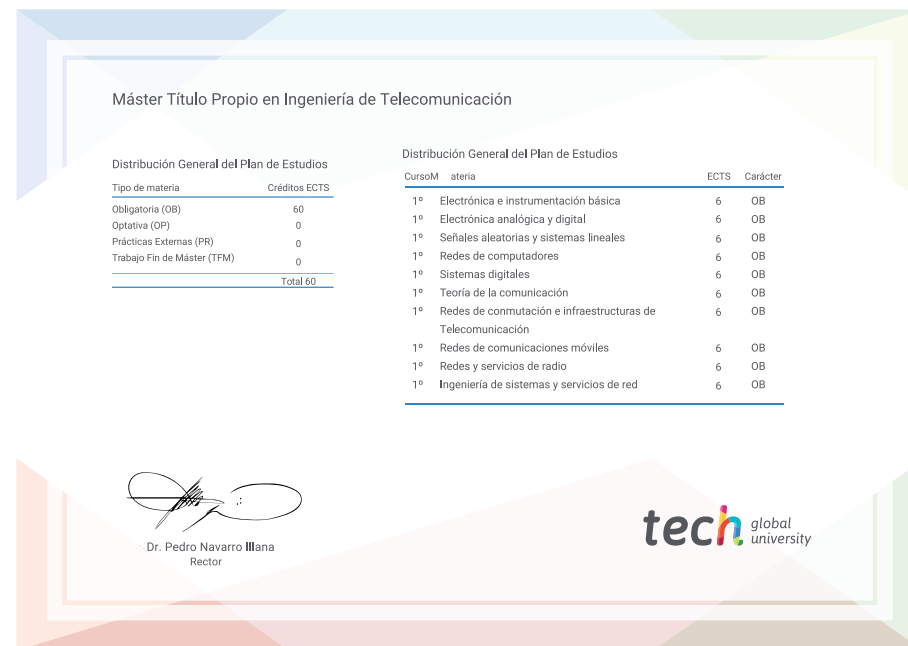 Máster Título Propio en Ingeniería de Telecomunicación
Distribución General del Plan de Estudios
Tipo de materia Créditos ECTS
Obligatoria (OB) 60
Optativa (OP) 0
Prácticas Externas (PR) 0
Trabajo Fin de Máster (TFM) 0
Total 60
Distribución General del Plan de Estudios
CursoM ateria ECTS Carácter
1º Electrónica e instrumentación básica 6 OB
1º Electrónica analógica y digital 6 OB
1º Señales aleatorias y sistemas lineales 6 OB
1º Redes de computadores 6 OB
1º Sistemas digitales 6 OB
1º Teoría de la comunicación 6 OB
1º Redes de conmutación e infraestructuras de 6 OB
Telecomunicación
1º Redes de comunicaciones móviles 6 OB
1º Redes y servicios de radio 6 OB
1º Ingeniería de sistemas y servicios de red 6 OB
Dr. Pedro Navarro Illana
Rector
tech global
university